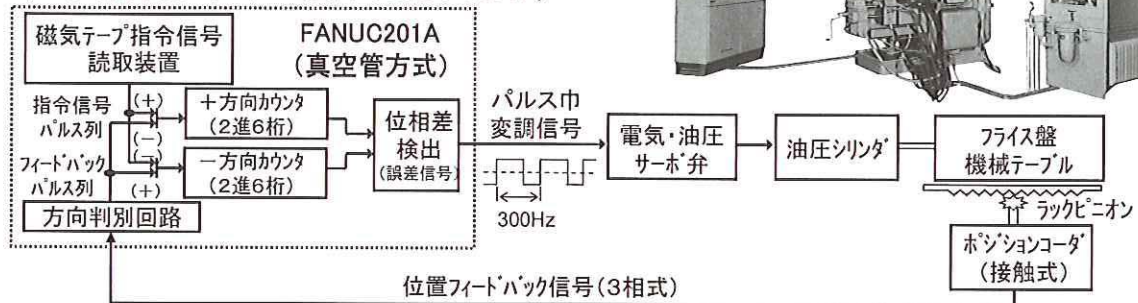 磁気テープ指令信号
読取装置
FANUC201A
(真空管方式)
指令信号
パルス列
(+)
(−)
+方向カウンタ
(2進6桁)
(−)
(+)
−方向カウンタ
(2進6桁)
フィードバック
パルス列
方向判別回路
位相差
検出
(誤差信号)
パルス巾
変調信号
300Hz
電気・油圧
サーボ弁
油圧シリンダ
フライス盤
機械テーブル
ラックピニオン
ポジションコーダ
(接触式)
位置フィードバック信号(3相式)